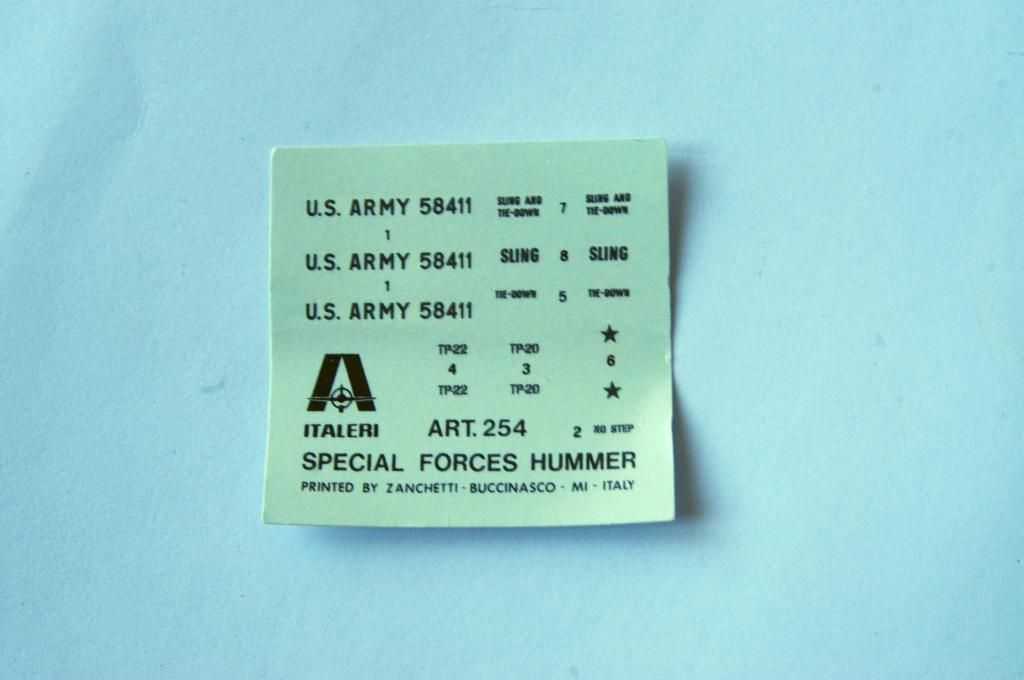 U.S. ARMY 58411 SLING AND TIE-DOWN 7 SLING AND TIE-DOWN
1
U.S. ARMY 58411 SLING 8 SLING
1
U.S. ARMY 58411 TIE-DOWN 5 TIE-DOWN
TP-22 TP-20
4 3 6
TP-22 TP-20
ITALERI ART. 254 2 NO STEP
SPECIAL FORCES HUMMER
PRINTED BY ZANCHETTI - BUCCINASCO - MI - ITALY